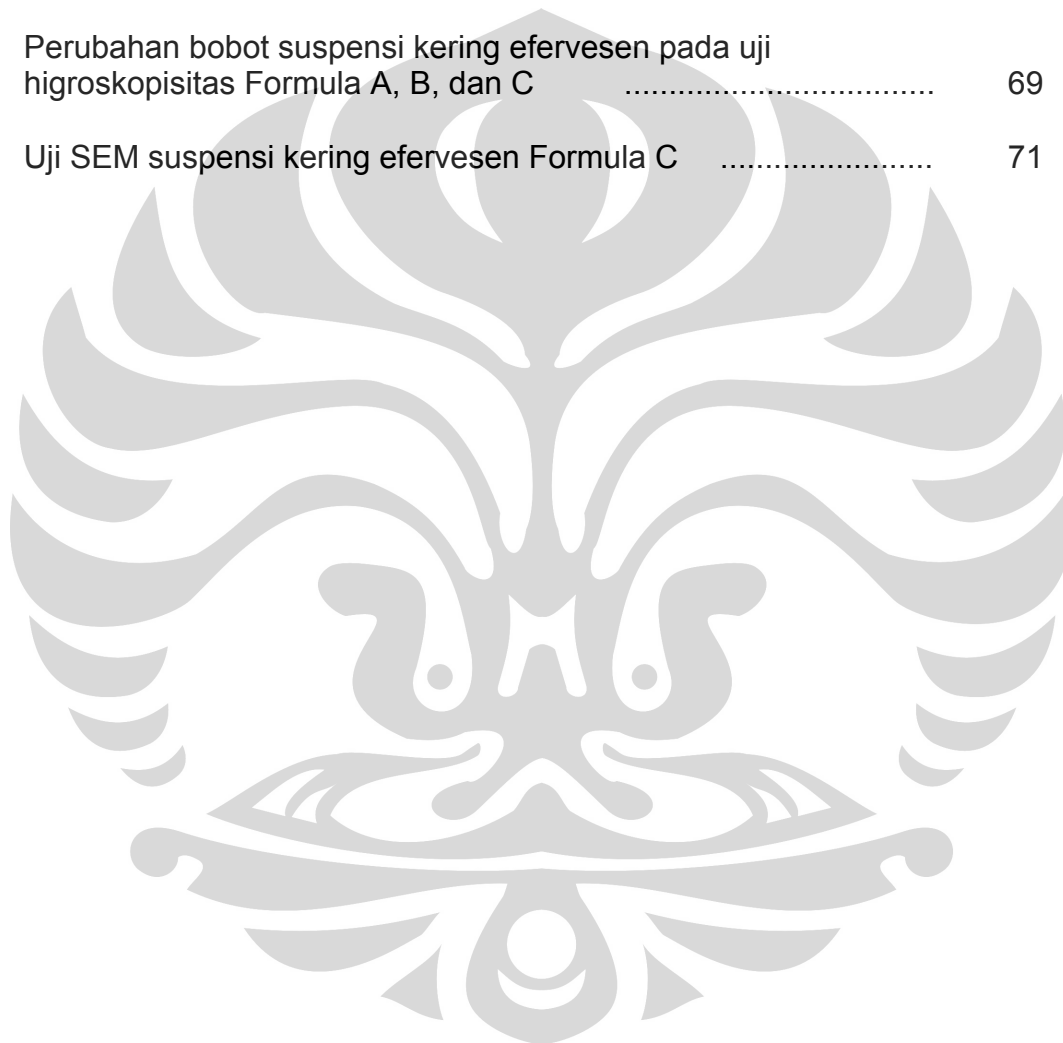 Perubahan bobot suspensi kering efervesen pada uji
higroskopisitas Formula A, B, dan C ................................... 69
Uji SEM suspensi kering efervesen Formula C ........................ 71